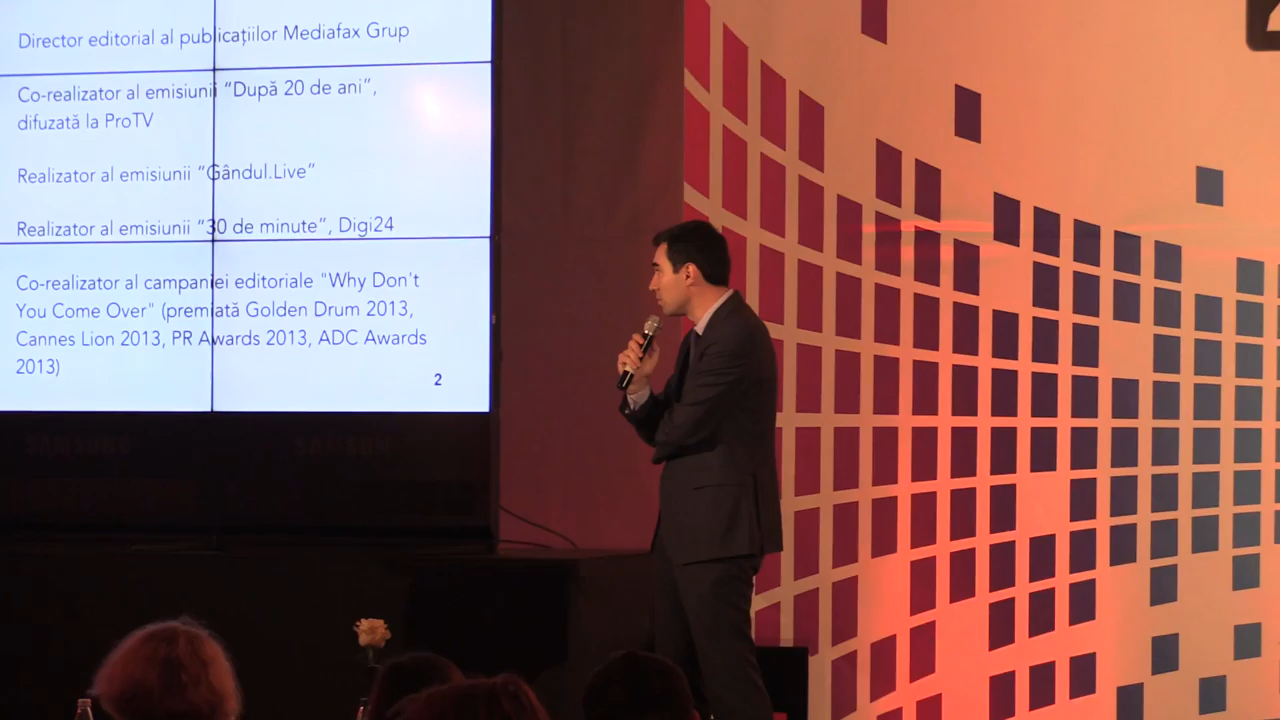 Director editorial al publicațiilor Mediafax Grup
Co-realizator al emisiunii “După 20 de ani”,
difuzată la ProTV
Realizator al emisiunii “Gândul.Live”
Realizator al emisiunii “30 de minute”, Digi24
Co-realizator al campaniei editoriale "Why Don't
You Come Over" (premiată Golden Drum 2013,
Cannes Lion 2013, PR Awards 2013, ADC Awards
2013)
2
SAMSUNG
SAMSUNG